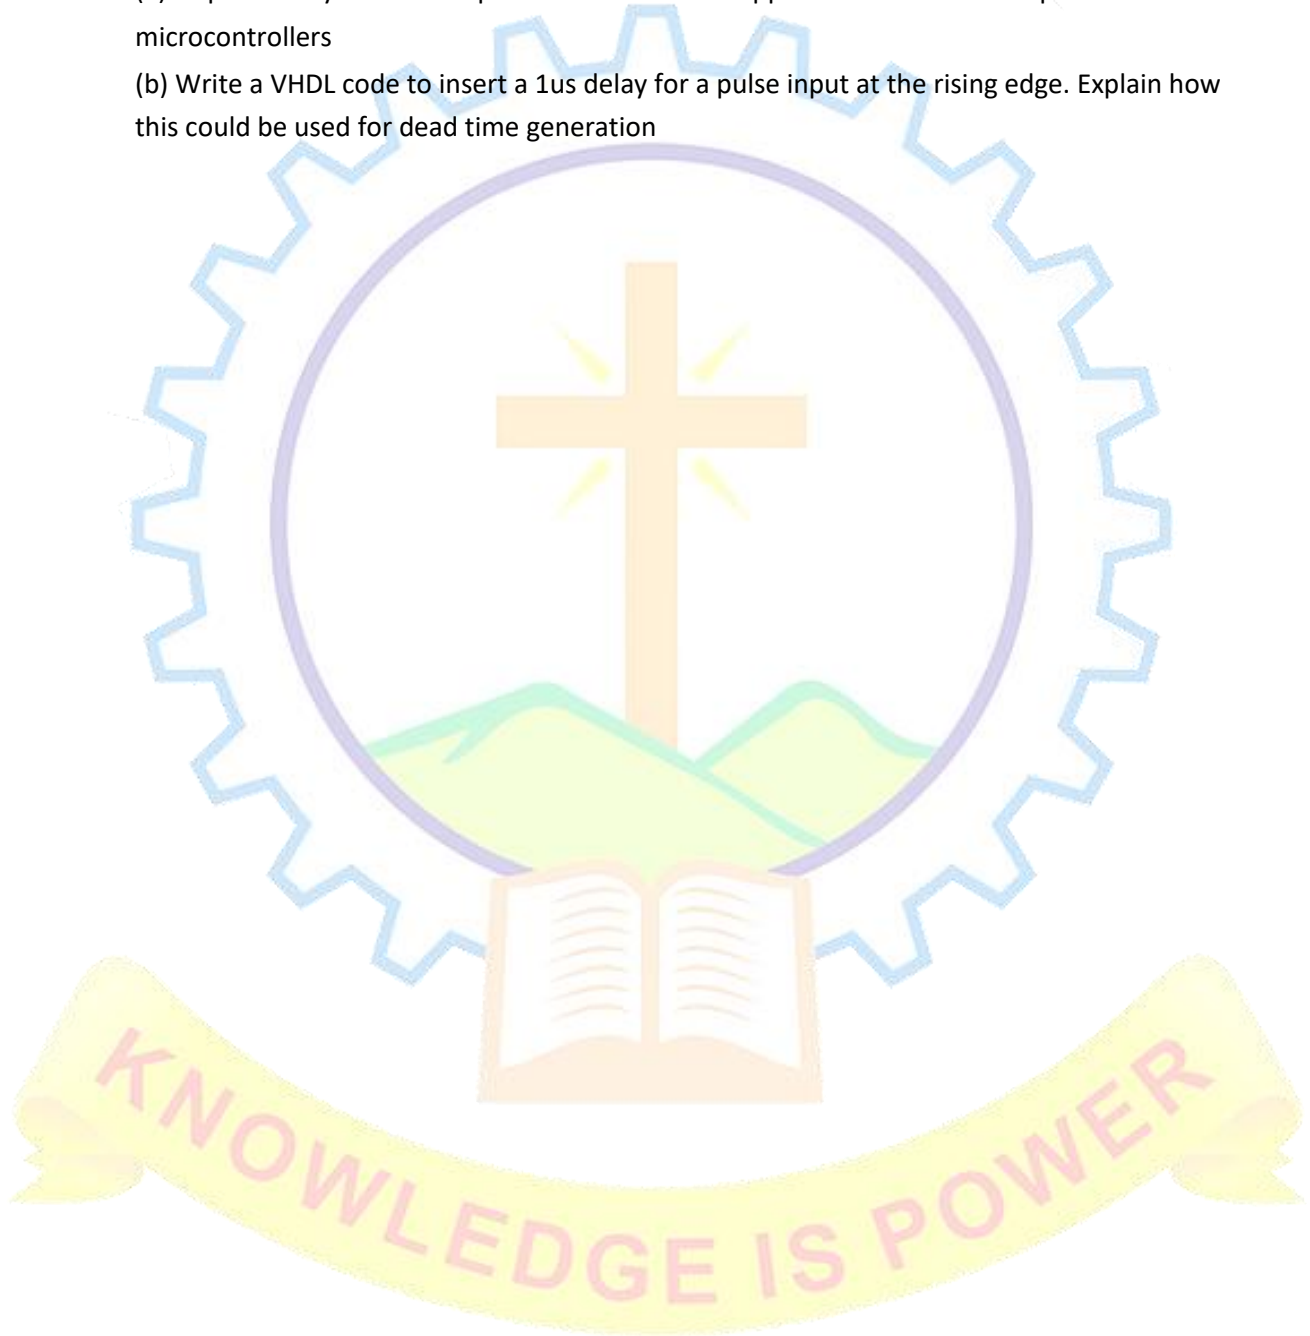 microcontrollers
(b) Write a VHDL code to insert a 1us delay for a pulse input at the rising edge. Explain how
this could be used for dead time generation
KNOWLEDGE IS POWER